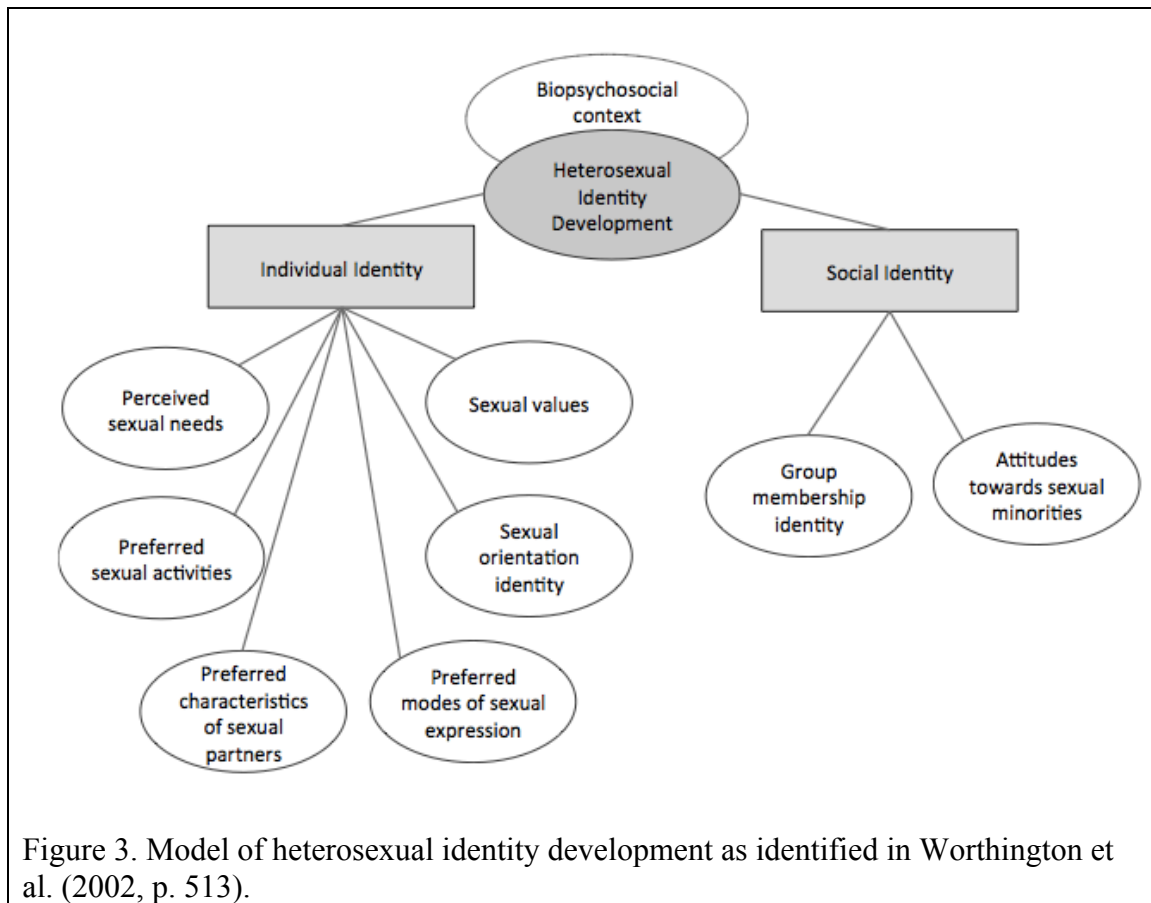 Biopsychosocial
context
Heterosexual
Identity
Development
Individual Identity
Social Identity
Perceived
sexual needs
Sexual values
Preferred
sexual activities
Sexual
orientation
identity
Preferred
characteristics
of sexual
partners
Preferred
modes of sexual
expression
Group
membership
identity
Attitudes
towards sexual
minorities
Figure 3. Model of heterosexual identity development as identified in Worthington et
al. (2002, p. 513).